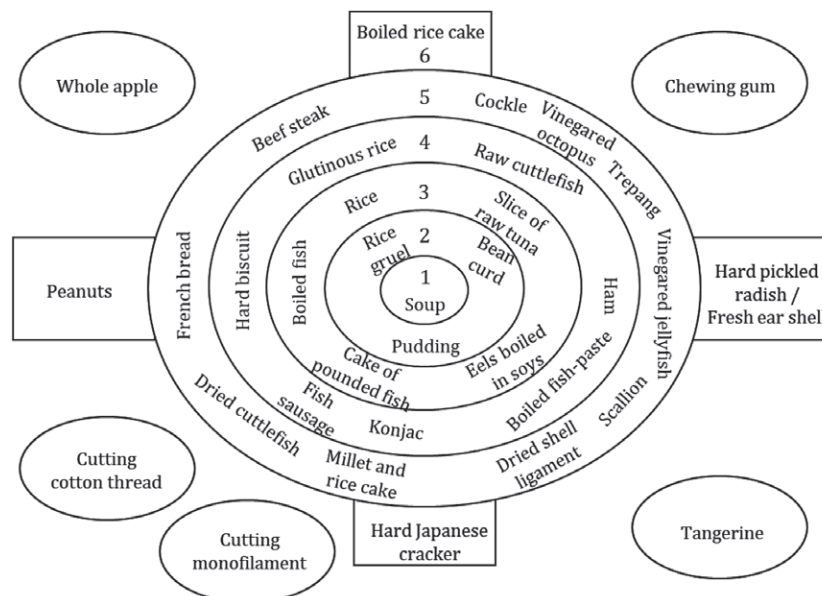 Boiled rice cake
6
Whole apple
Chewing gum
5
Beef steak
Cockle
Vinegared
octopus
Trepang
4
Glutinous rice
Raw cuttlefish
3
Rice
Slice of
raw tuna
2
Rice
gruel
Bean
curd
1
Soup
Pudding
French bread
Hard biscuit
Boiled fish
Ham
Vinegared jellyfish
Peanuts
Hard pickled
radish /
Fresh ear shell
Cake of
pounded fish
Eels boiled
in soys
Fish
sausage
Konjac
Boiled fish-paste
Scallion
Dried cuttlefish
Millet and
rice cake
Dried shell
ligament
Cutting
cotton thread
Cutting
monofilament
Hard Japanese
cracker
Tangerine